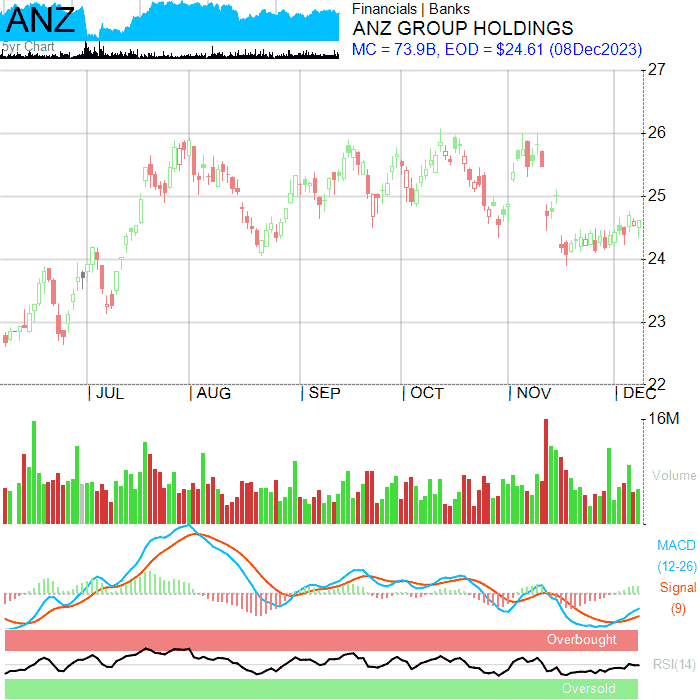 ANZ
5yr Chart
Financials | Banks
ANZ GROUP HOLDINGS
MC = 73.9B, EOD = $24.61 (08Dec2023)
27
26
25
24
23
22
| JUL | AUG | SEP | OCT | NOV | DEC
16M
Volume
MACD
(12-26)
Signal
(9)
Overbought
RSI(14)
Oversold